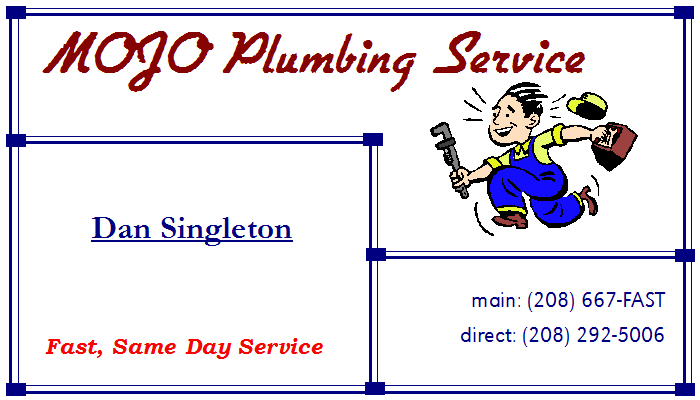 MOJO Plumbing Service
Dan Singleton
Fast, Same Day Service
main: (208) 667-FAST
direct: (208) 292-5006